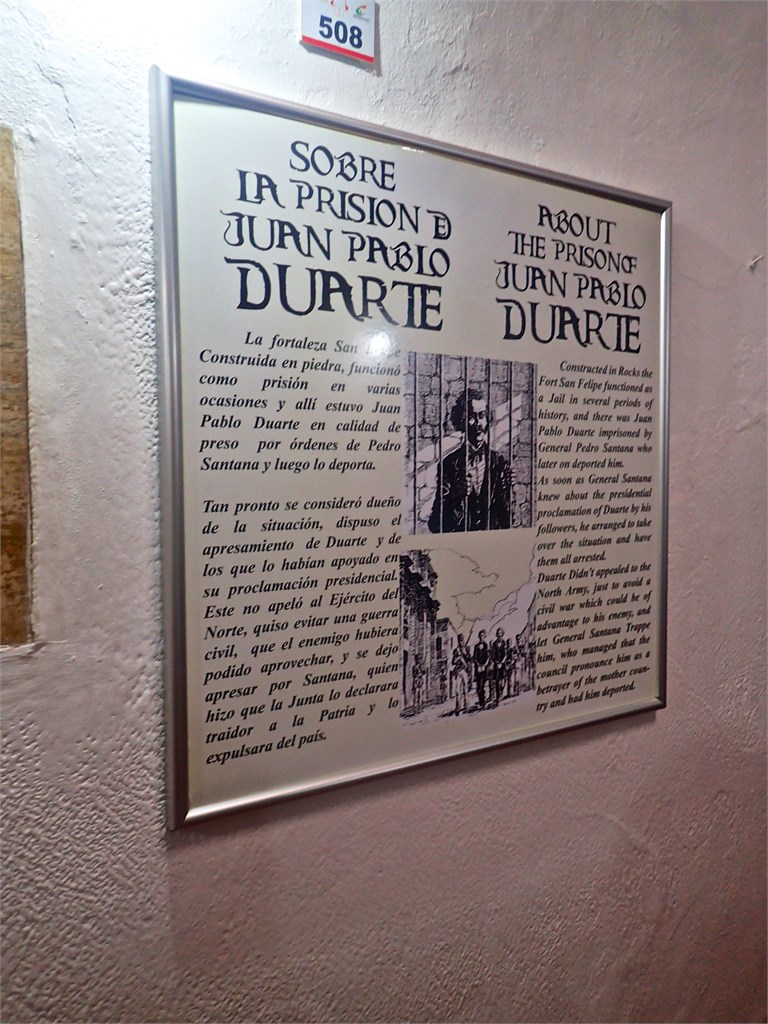 508
SOBRE
LA PRISION DE
JUAN PABLO
DUARTE
La fortaleza San
Construida en piedra, funcionó
como prisión en varias
ocasiones y allí estuvo Juan
Pablo Duarte en calidad de
preso por órdenes de Pedro
Santana y luego lo deporta.
Tan pronto se consideró dueño
de la situación, dispuso el
apresamiento de Duarte y de
los que lo habían apoyado en
su proclamación presidencial.
Este no apeló al Ejército del
Norte, quiso evitar una guerra
civil, que el enemigo hubiera
podido aprovechar, y se dejo
apresar por Santana, quien
hizo que la Junta lo declarara
traidor a la Patria y lo
expulsara del país.
ABOUT
THE PRISON OF
JUAN PABLO
DUARTE
Constructed in Rocks the
Fort San Felipe functioned as
a Jail in several periods of
history, and there was Juan
Pablo Duarte imprisoned by
General Pedro Santana who
later on deported him.
As soon as General Santana
knew about the presidential
proclamation of Duarte by his
followers, he arranged to take
over the situation and have
them all arrested.
Duarte Didn't appealed to the
North Army, just to avoid a
civil war which could be of
advantage to his enemy, and
let General Santana Trappe
him, who managed that the
council pronounce him as a
betrayer of the mother coun-
try and had him deported.